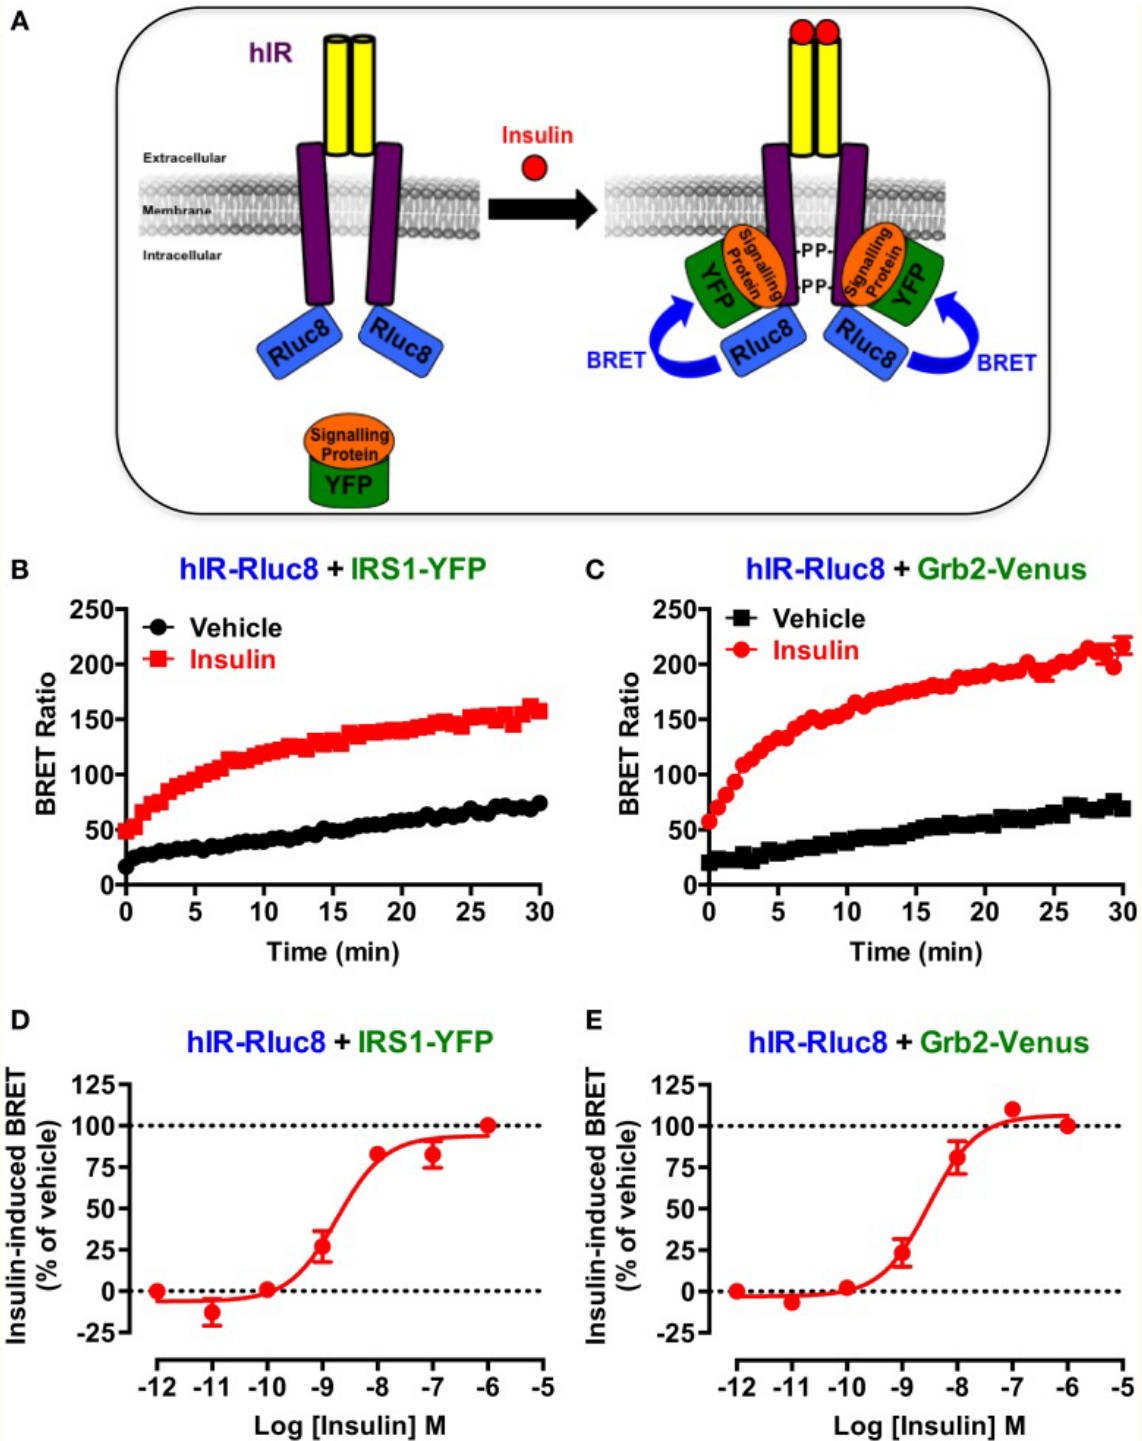 A
hIR
Insulin
Extracellular
Membrane
Intracellular
Rluc8
Rluc8
Signalling
Protein
YFP
Signalling
Protein
YFP
-PP-
-PP-
Signalling
Protein
YFP
Rluc8
Rluc8
BRET
BRET
B
hIR-Rluc8 + IRS1-YFP
Vehicle
Insulin
BRET Ratio
250
200
150
100
50
0
0 5 10 15 20 25 30
Time (min)
C
hIR-Rluc8 + Grb2-Venus
Vehicle
Insulin
BRET Ratio
250
200
150
100
50
0
0 5 10 15 20 25 30
Time (min)
D
hIR-Rluc8 + IRS1-YFP
Insulin-induced BRET
(% of vehicle)
125
100
75
50
25
0
-25
-12 -11 -10 -9 -8 -7 -6 -5
Log [Insulin] M
E
hIR-Rluc8 + Grb2-Venus
Insulin-induced BRET
(% of vehicle)
125
100
75
50
25
0
-25
-12 -11 -10 -9 -8 -7 -6 -5
Log [Insulin] M